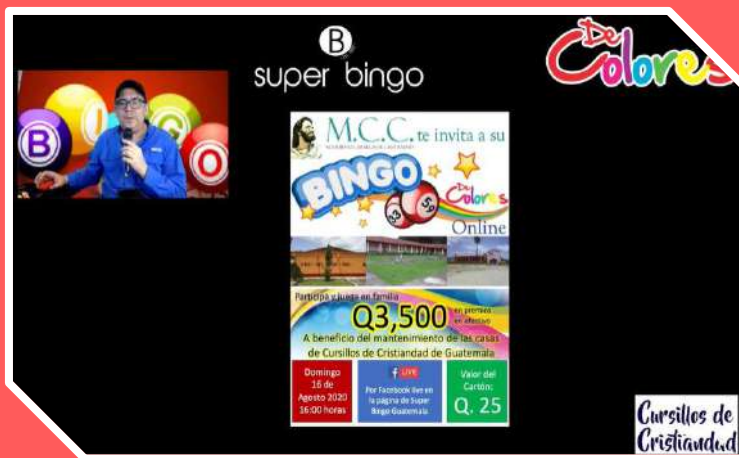 B
super bingo
De
Colores
B I G O
M.C.C. te invita a su
BINGO
De
Colores
33 59
Online
Participa y juega en familia
Q3,500 en premios
en efectivo
A beneficio del mantenimiento de las casas
de Cursillos de Cristiandad de Guatemala
Domingo
16 de
Agosto 2020
16:00 horas
f LIVE
Por Facebook live en
la página de Super
Bingo Guatemala
Valor del
Cartón:
Q. 25
Cursillos de
Cristiandad